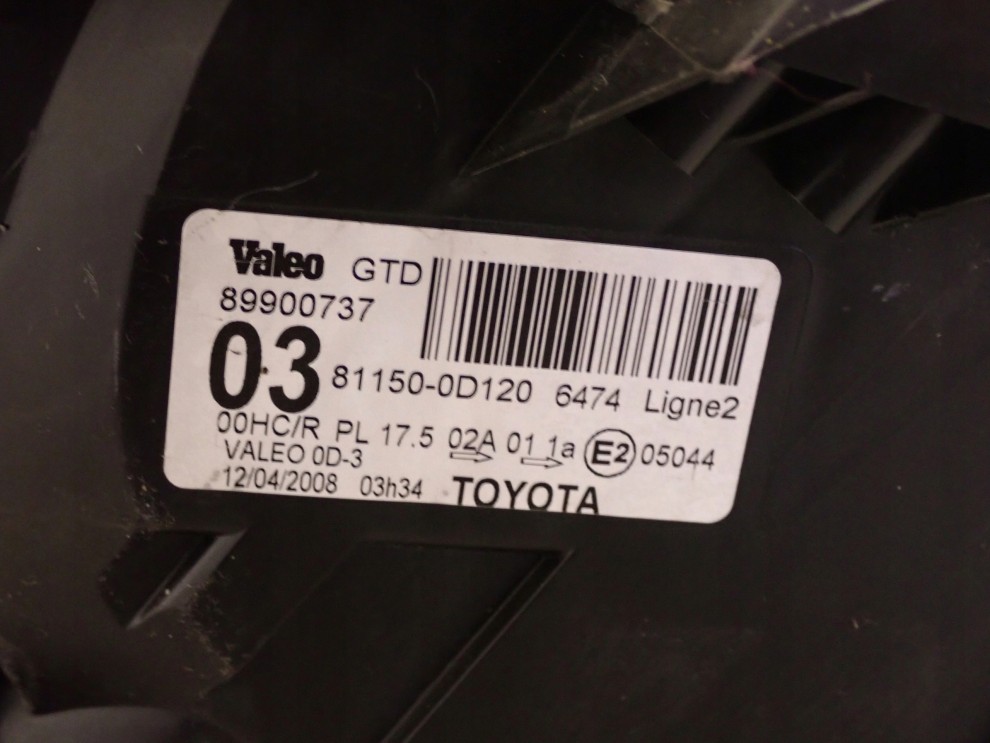 Valeo GTD
89900737
03 81150-0D120 6474 Ligne2
00HC/R PL 17.5 02A 01 1a E2 05044
VALEO 0D-3
12/04/2008 03h34 TOYOTA